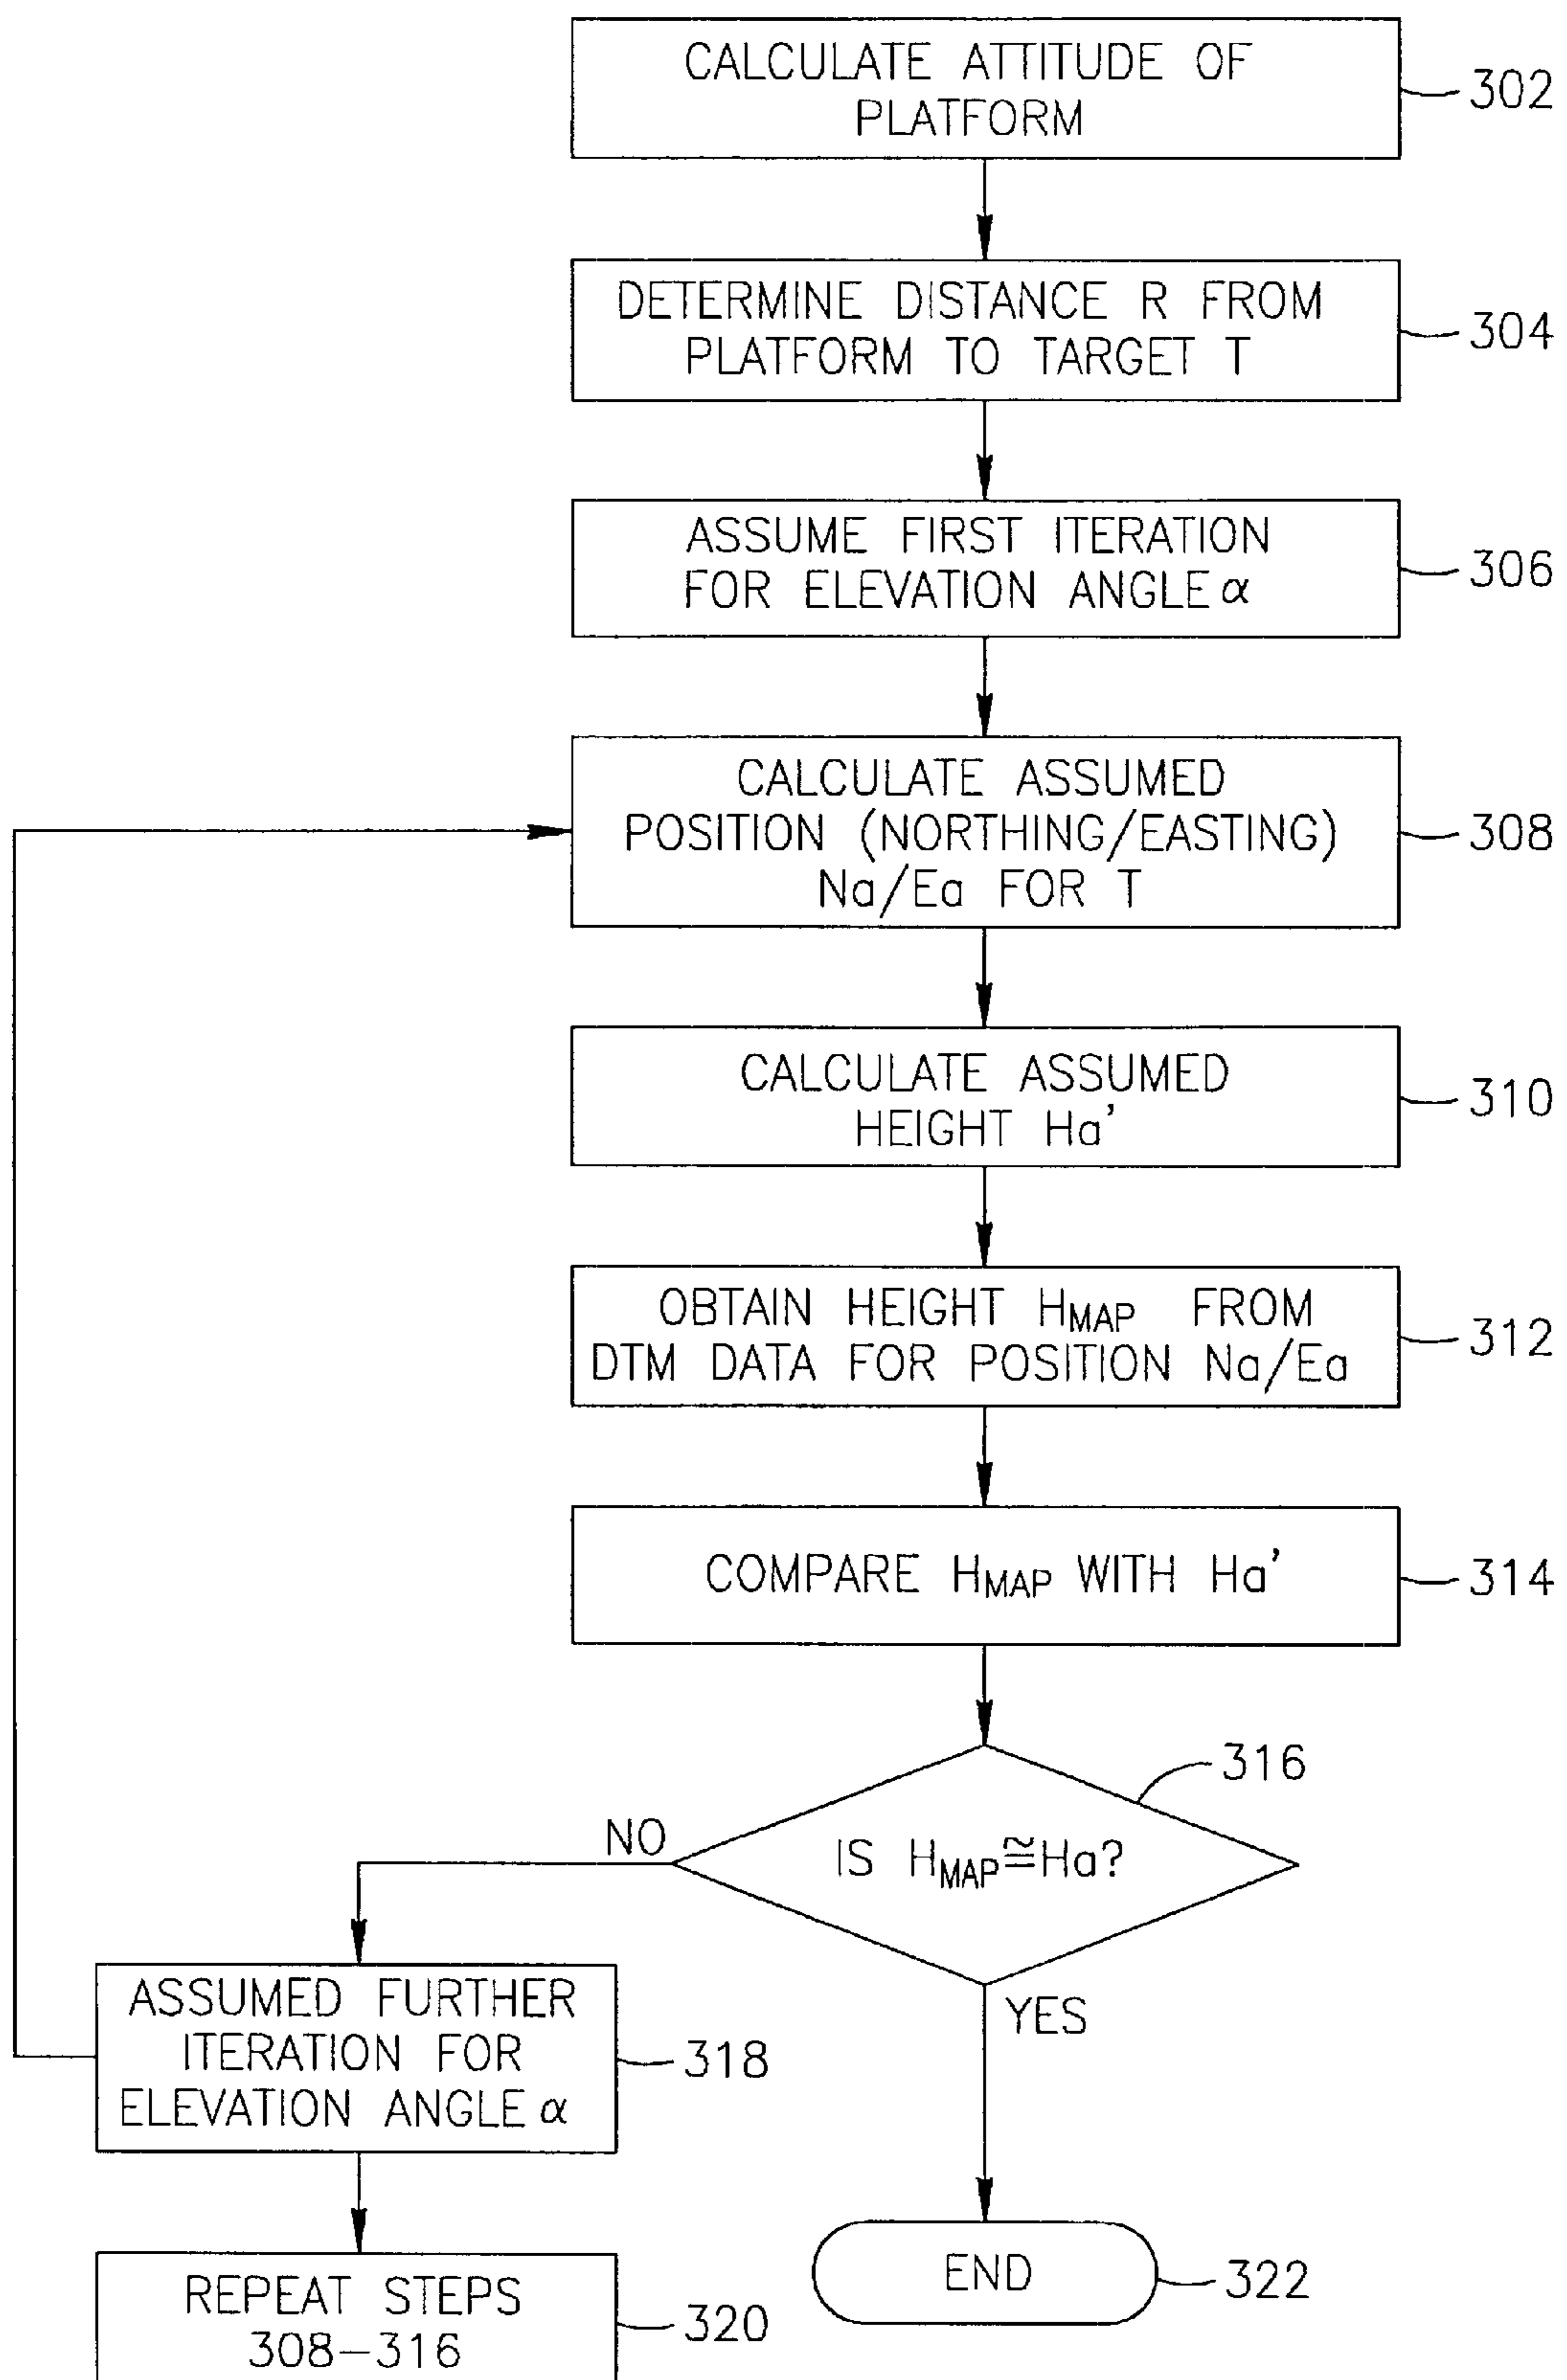 CALCULATE ATTITUDE OF
PLATFORM
302
DETERMINE DISTANCE R FROM
PLATFORM TO TARGET T
304
ASSUME FIRST ITERATION
FOR ELEVATION ANGLE α
306
CALCULATE ASSUMED
POSITION (NORTHING/EASTING)
Na/Ea FOR T
308
CALCULATE ASSUMED
HEIGHT Ha'
310
OBTAIN HEIGHT HMAP FROM
DTM DATA FOR POSITION Na/Ea
312
COMPARE HMAP WITH Ha'
314
316
IS HMAP≅Ha?
NO
YES
ASSUMED FURTHER
ITERATION FOR
ELEVATION ANGLE α
318
REPEAT STEPS
308–316
320
END
322